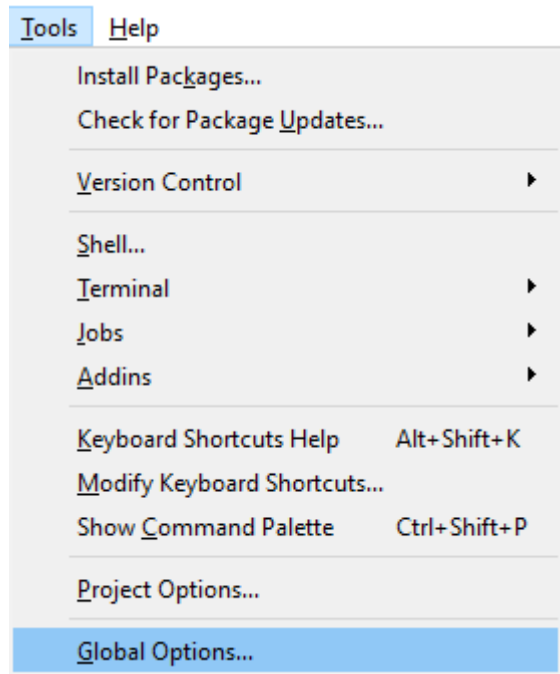 Tools Help
Install Packages...
Check for Package Updates...
Version Control
Shell...
Terminal
Jobs
Addins
Keyboard Shortcuts Help Alt+Shift+K
Modify Keyboard Shortcuts...
Show Command Palette Ctrl+Shift+P
Project Options...
Global Options...